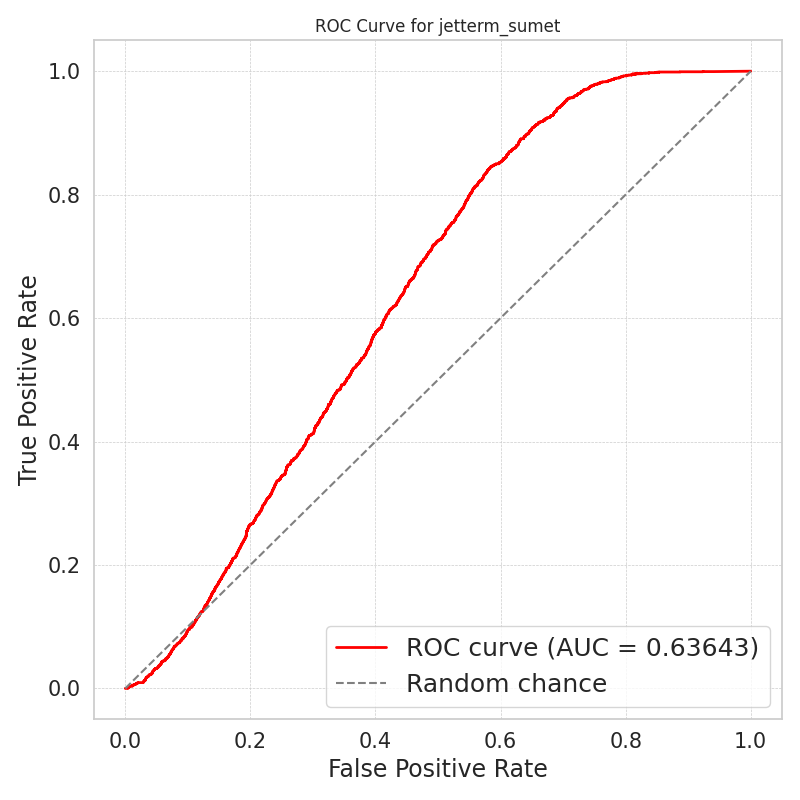 ROC Curve for jetterm_sumet
1.0
0.8
0.6
0.4
0.2
0.0
True Positive Rate
ROC curve (AUC = 0.63643)
Random chance
0.0 0.2 0.4 0.6 0.8 1.0
False Positive Rate